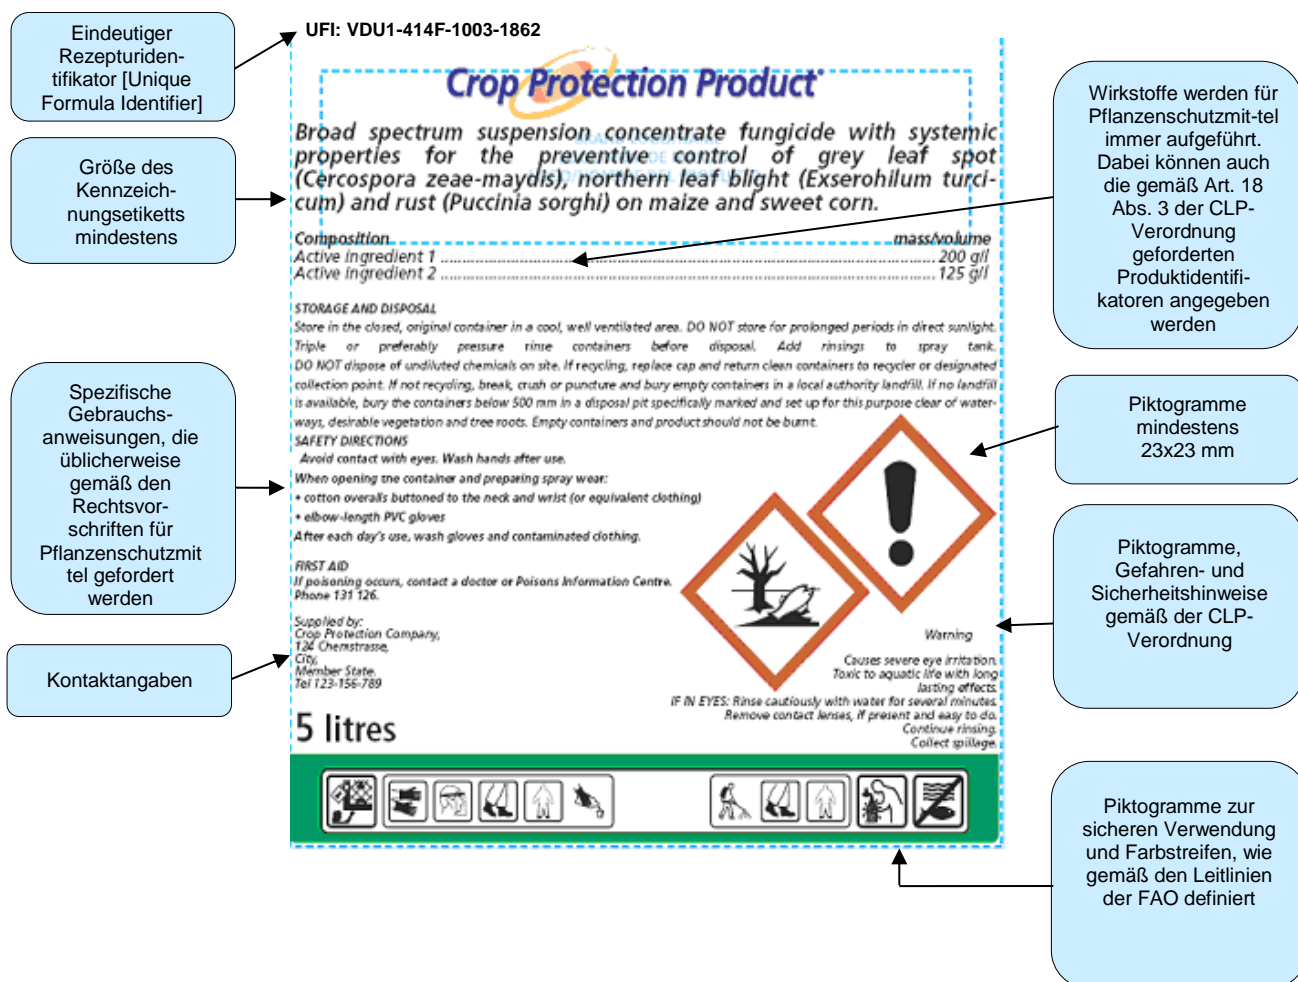 Eindeutiger
Rezepturiden-
tifikator [Unique
Formula Identifier]
Größe des
Kennzeich-
nungsetiketts
mindestens
Spezifische
Gebrauchs-
anweisungen, die
üblicherweise
gemäß den
Rechtsvor-
schriften für
Pflanzenschutzmit
tel gefordert
werden
Kontaktangaben
UFI: VDU1-414F-1003-1862
Crop Protection Product
Broad spectrum suspension concentrate fungicide with systemic
properties for the preventive control of grey leaf spot
(Cercospora zeae-maydis), northern leaf blight (Exserohilum turci-
cum) and rust (Puccinia sorghi) on maize and sweet corn.
Composition mass/volume
Active ingredient 1 ........ 200 g/l
Active ingredient 2 ........ 125 g/l
STORAGE AND DISPOSAL
Store in the closed, original container in a cool, well ventilated area. DO NOT store for prolonged periods in direct sunlight.
Triple or preferably pressure rinse containers before disposal. Add rinsings to spray tank.
DO NOT dispose of undiluted chemicals on site. If recycling, replace cap and return clean containers to recycler or designated
collection point. If not recycling, break, crush or puncture and bury empty containers in a local authority landfill. If no landfill
is available, bury the containers below 500 mm in a disposal pit specifically marked and set up for this purpose clear of water-
ways, desirable vegetation and tree roots. Empty containers and product should not be burnt.
SAFETY DIRECTIONS
Avoid contact with eyes. Wash hands after use.
When opening the container and preparing spray wear:
• cotton overalls buttoned to the neck and wrist (or equivalent clothing)
• elbow-length PVC gloves
After each day's use, wash gloves and contaminated clothing.
FIRST AID
If poisoning occurs, contact a doctor or Poisons Information Centre.
Phone 131 126.
Supplied by:
Crop Protection Company,
124 Chemstrasse,
City,
Member State.
Tel 123-156-789
5 litres
Warning
Causes severe eye irritation.
Toxic to aquatic life with long
lasting effects.
IF IN EYES: Rinse cautiously with water for several minutes.
Remove contact lenses, if present and easy to do.
Continue rinsing.
Collect spillage.
Wirkstoffe werden für
Pflanzenschutzmit-tel
immer aufgeführt.
Dabei können auch
die gemäß Art. 18
Abs. 3 der CLP-
Verordnung
geforderten
Produktidentifi-
katoren angegeben
werden
Piktogramme
mindestens
23x23 mm
Piktogramme,
Gefahren- und
Sicherheitshinweise
gemäß der CLP-
Verordnung
Piktogramme zur
sicheren Verwendung
und Farbstreifen, wie
gemäß den Leitlinien
der FAO definiert